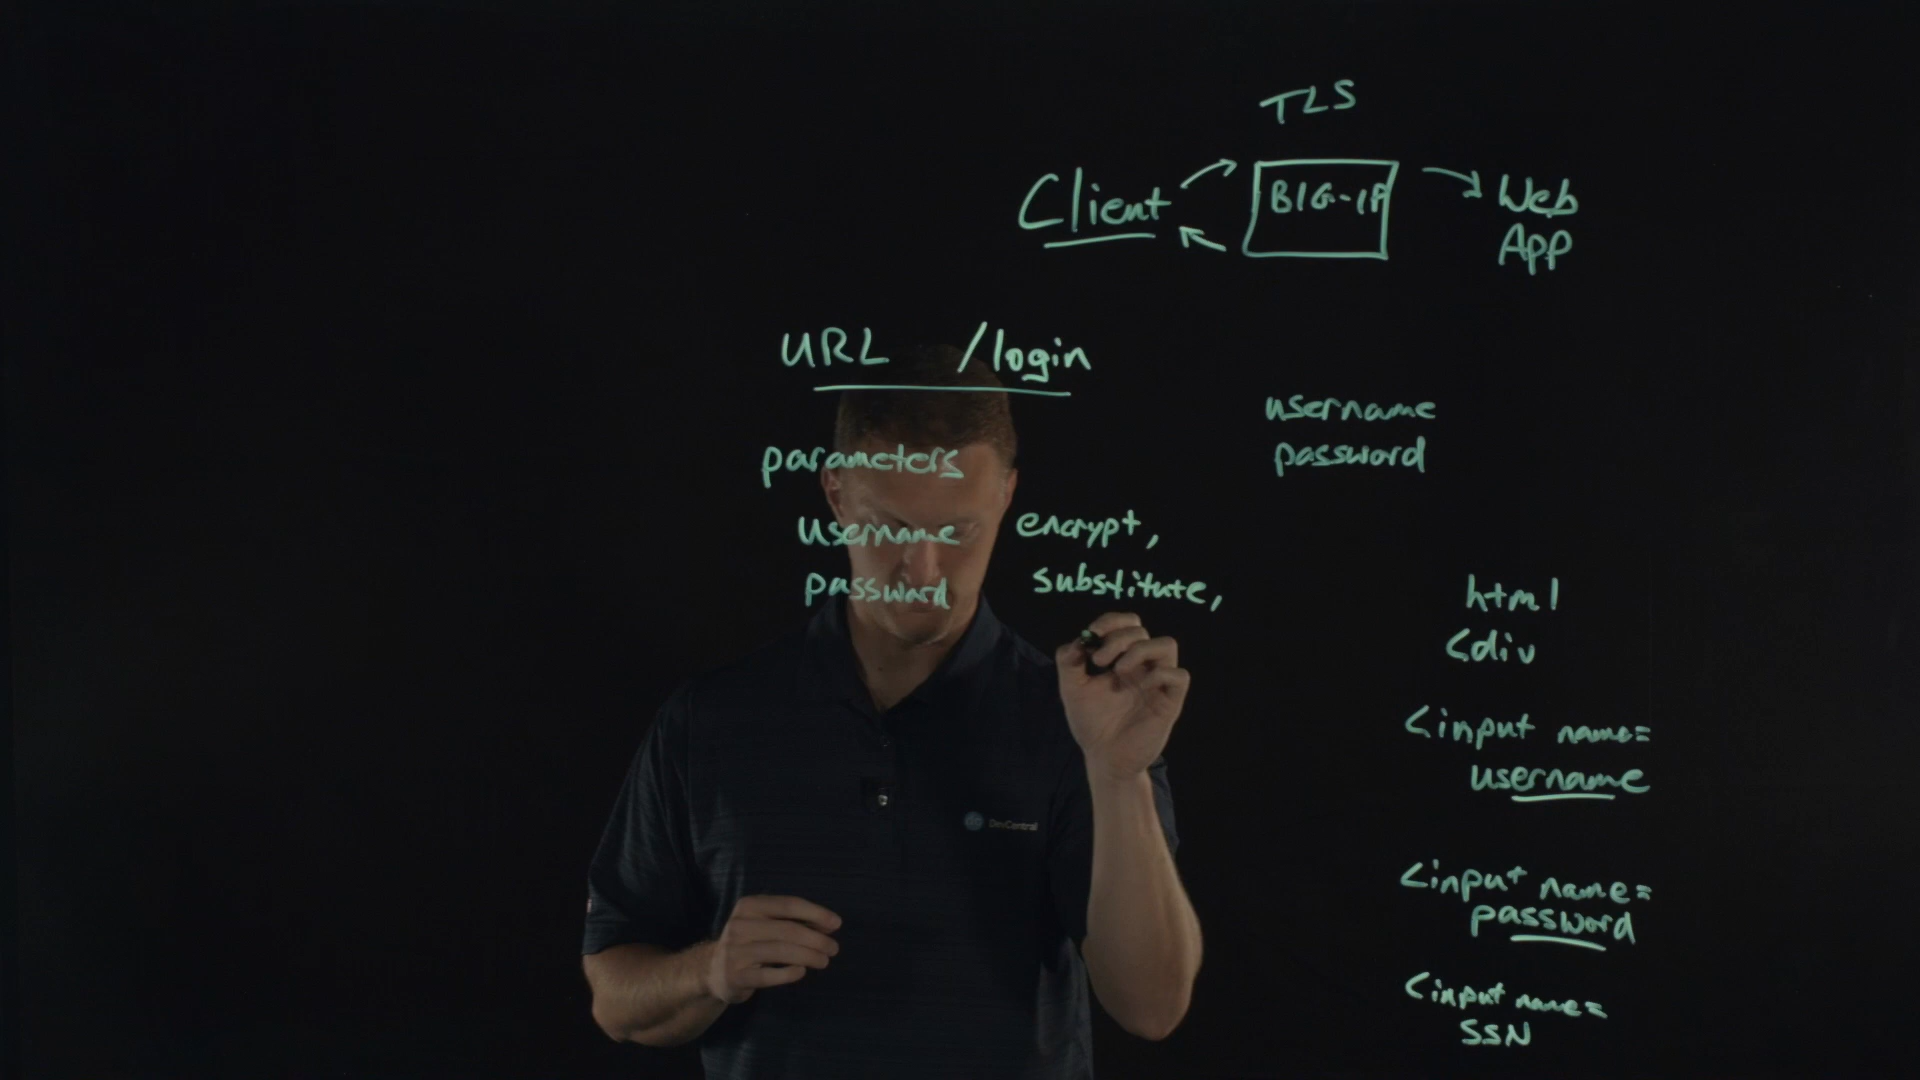 TLS
Client
BIG-IP
Web
App
URL /login
username
password
parameters
username encrypt,
password substitute,
html
<div
<input name=
username
<input name=
password
<input name=
SSN
DevCentral